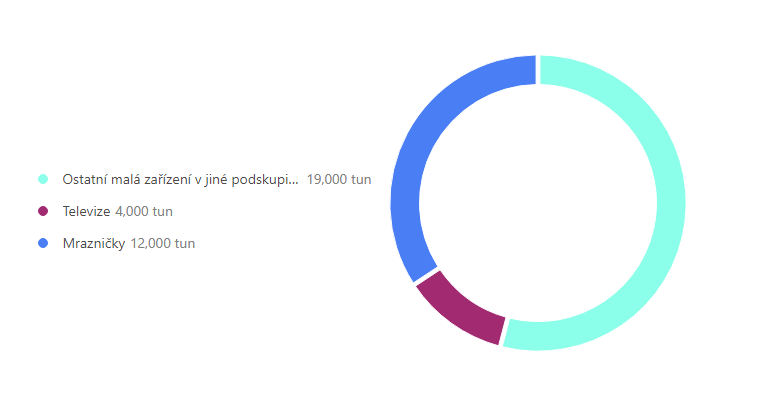 Ostatní malá zařízení v jiné podskupi... 19,000 tun
Televize 4,000 tun
Mrazničky 12,000 tun